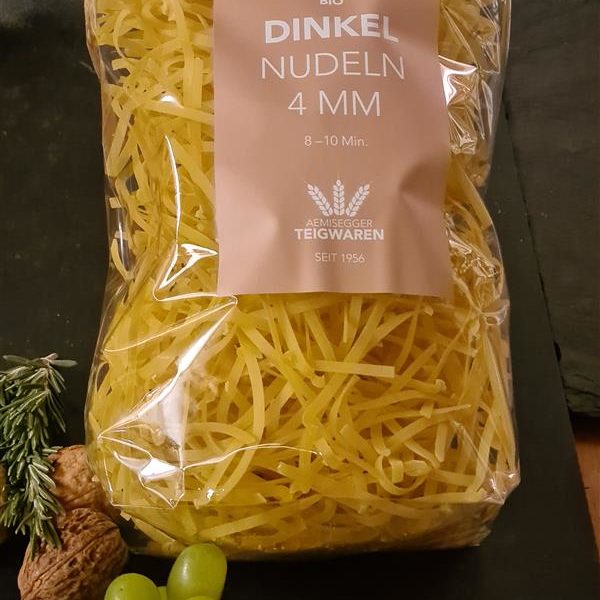 BIO
DINKEL
NUDELN
4 MM
8–10 Min.
AEMISEGGER
TEIGWAREN
SEIT 1956